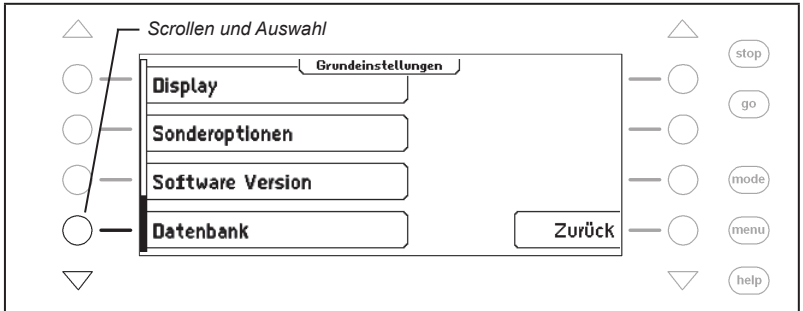 Scrollen und Auswahl
Grundeinstellungen
Display
Sonderoptionen
Software Version
Datenbank
Zurück
stop
go
mode
menu
help